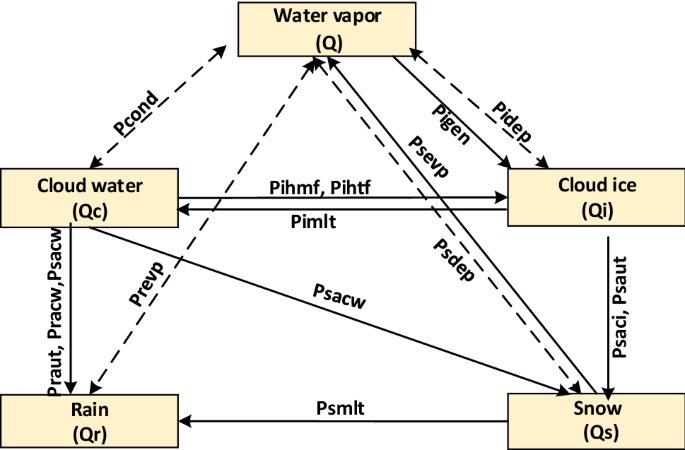 Water vapor
(Q)
Pcond
Pigen
Pidep
Psevp
Cloud water
(Qc)
Pihmf, Pihtf
Pimlt
Cloud ice
(Qi)
Praut, Pracw,Psacw
Prevp
Psacw
Psdep
Psaci, Psaut
Rain
(Qr)
Psmlt
Snow
(Qs)